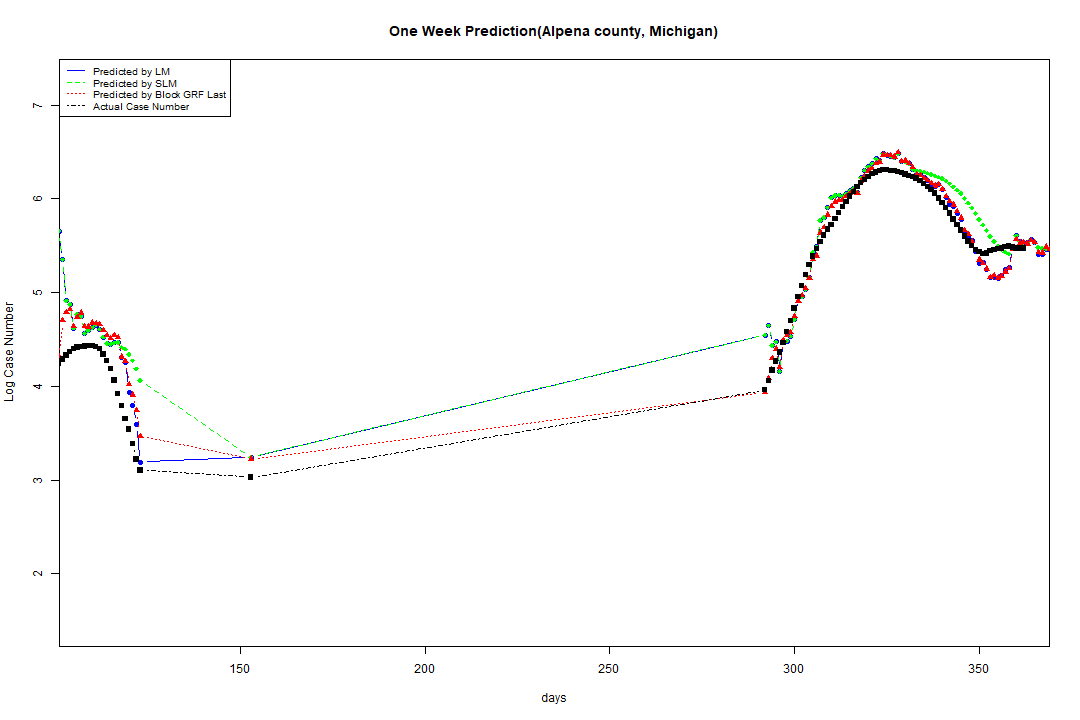 One Week Prediction(Alpena county, Michigan)
Predicted by LM
Predicted by SLM
Predicted by Block GRF Last
Actual Case Number
Log Case Number
7
6
5
4
3
2
150 200 250 300 350
days